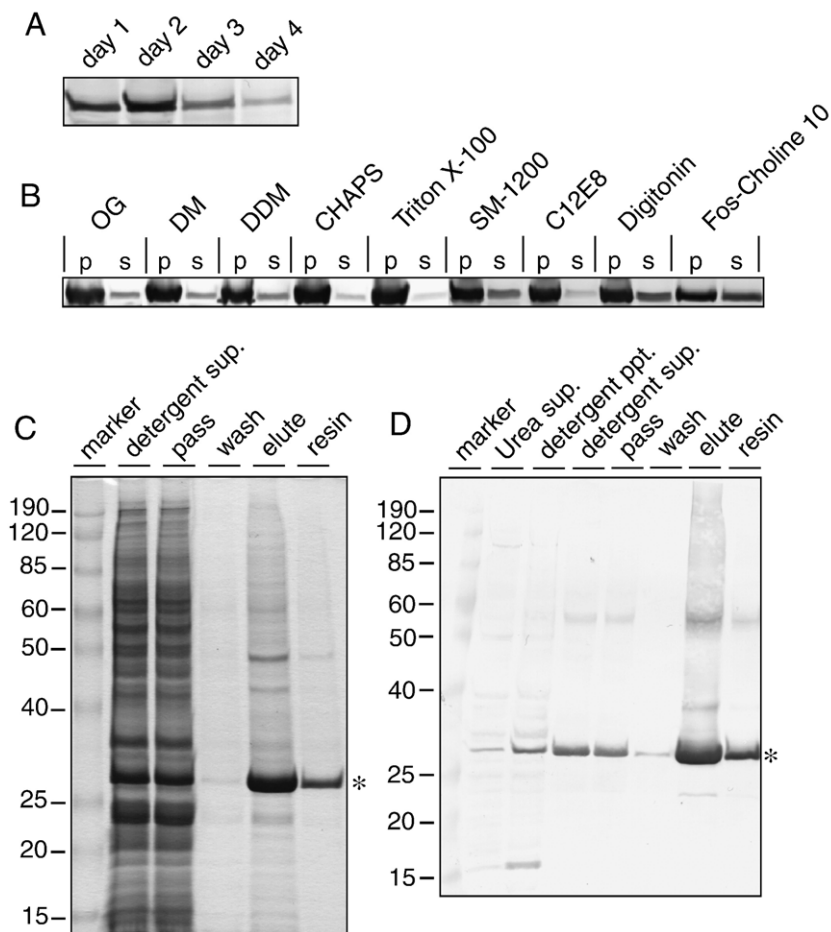 A
day 1 day 2 day 3 day 4
B
OG DM DDM CHAPS Triton X-100 SM-1200 C12E8 Digitonin Fos-Choline 10
p s p s p s p s p s p s p s p s p s
C
marker detergent sup. pass wash elute resin
190
120
85
60
50
40
25
20
15
*
D
marker Urea sup. detergent ppt. detergent sup. pass wash elute resin
190
120
85
60
50
40
25
20
15
*